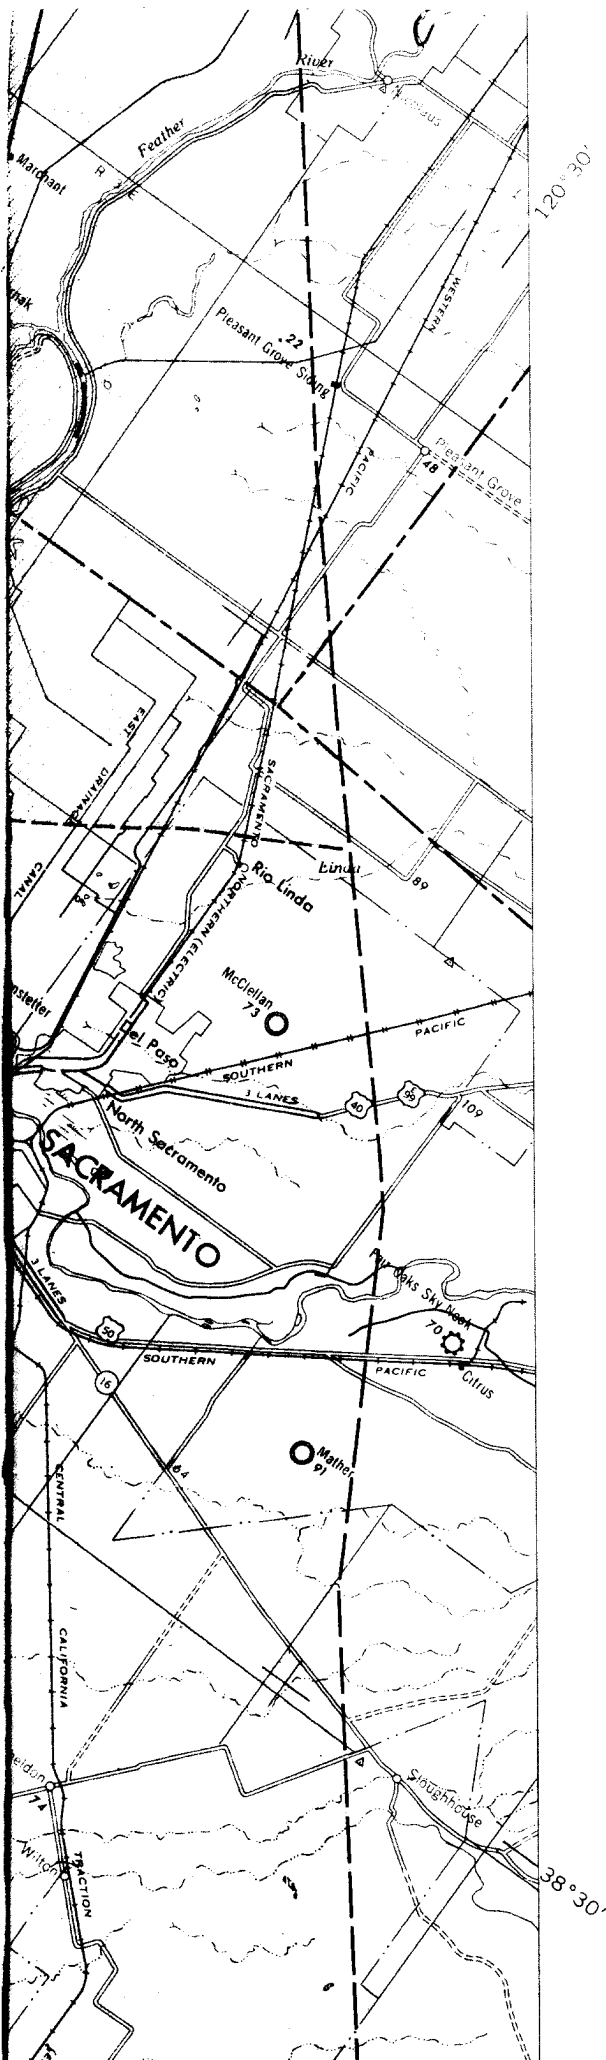 River
Nicolaus
Feather
Marchant
R 3 E
120°30'
WESTERN
22
Pleasant Grove Siding
Pleasant Grove
48
PACIFIC
EAST
DRAINAGE
CANAL
SACRAMENTO
NORTHERN (ELECTRIC)
Rio Linda
Linda
89
McClellan
73
Del Paso
PACIFIC
SOUTHERN
3 LANES
40
99
109
North Sacramento
SACRAMENTO
3 LANES
Fair Oaks Sky Nook
70
50
SOUTHERN
PACIFIC
Citrus
16
64
Mather
91
CENTRAL
CALIFORNIA
Sloughhouse
Wilton
TRACTION
38°30'